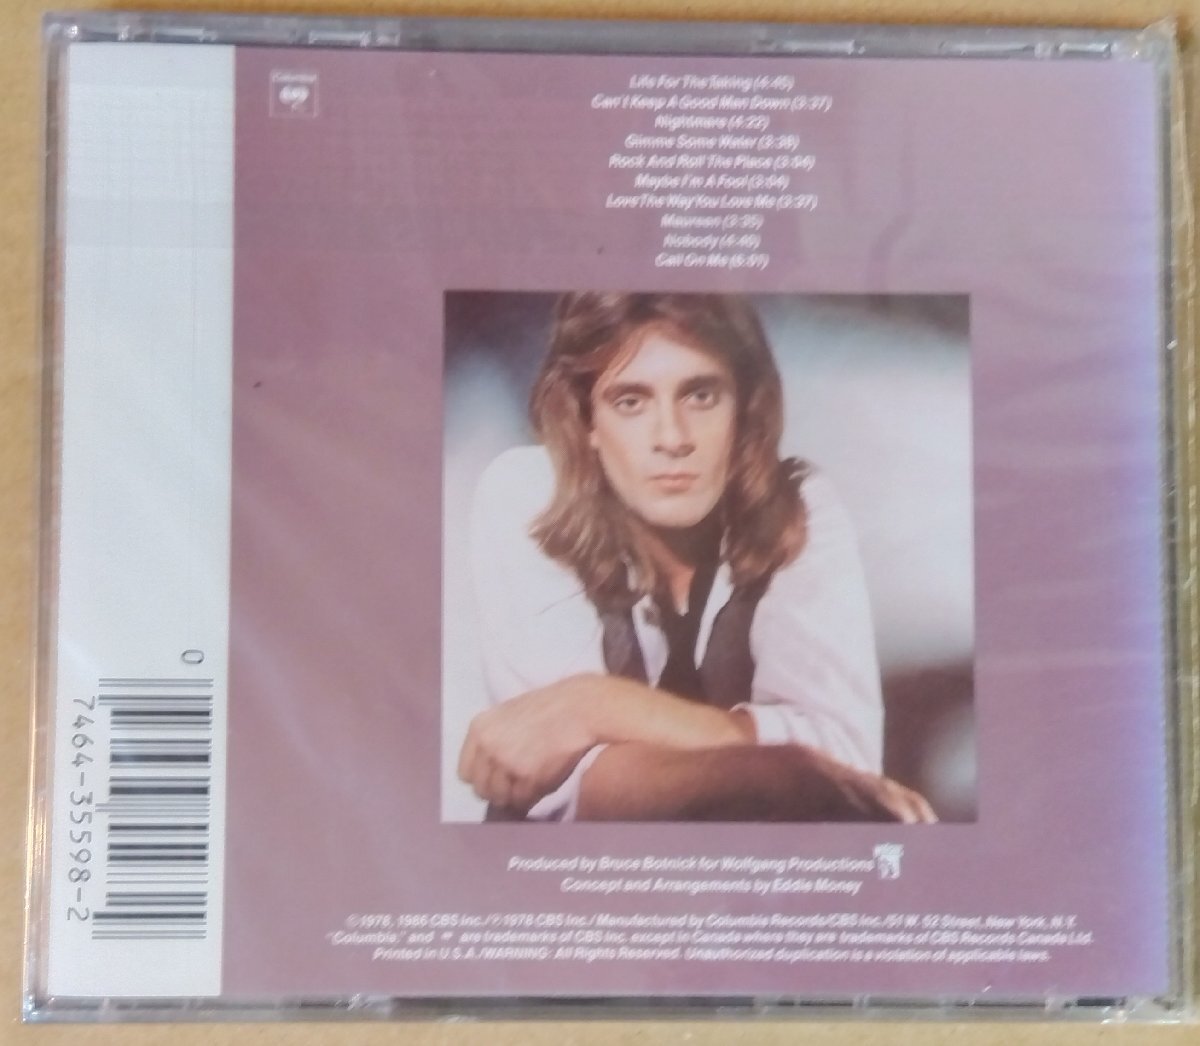 Columbia
Life For The Taking (4:45)
Can't Keep A Good Man Down (3:37)
Nightmare (4:22)
Gimme Some Water (3:38)
Rock And Roll The Place (3:04)
Maybe I'm A Fool (3:04)
Love The Way You Love Me (3:37)
Maureen (3:35)
Nobody (4:40)
Call On Me (5:01)
0
7464-35598-2
Produced by Bruce Botnick for Wolfgang Productions
Concept and Arrangements by Eddie Money
© 1978, 1986 CBS Inc./℗ 1978 CBS Inc./Manufactured by Columbia Records/CBS Inc./51 W. 52 Street, New York, N.Y.
"Columbia," and are trademarks of CBS Inc. except in Canada where they are trademarks of CBS Records Canada Ltd.
Printed in U.S.A./WARNING: All Rights Reserved. Unauthorized duplication is a violation of applicable laws.